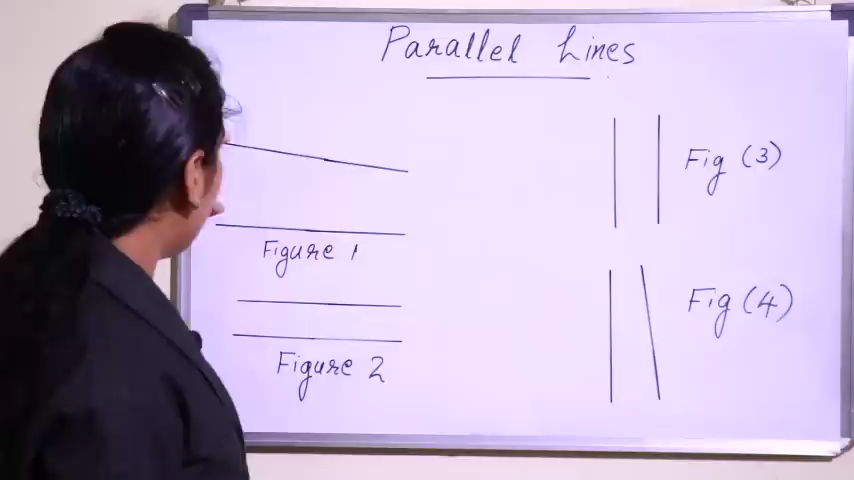 Parallel Lines
Figure 1
Figure 2
Fig (3)
Fig (4)